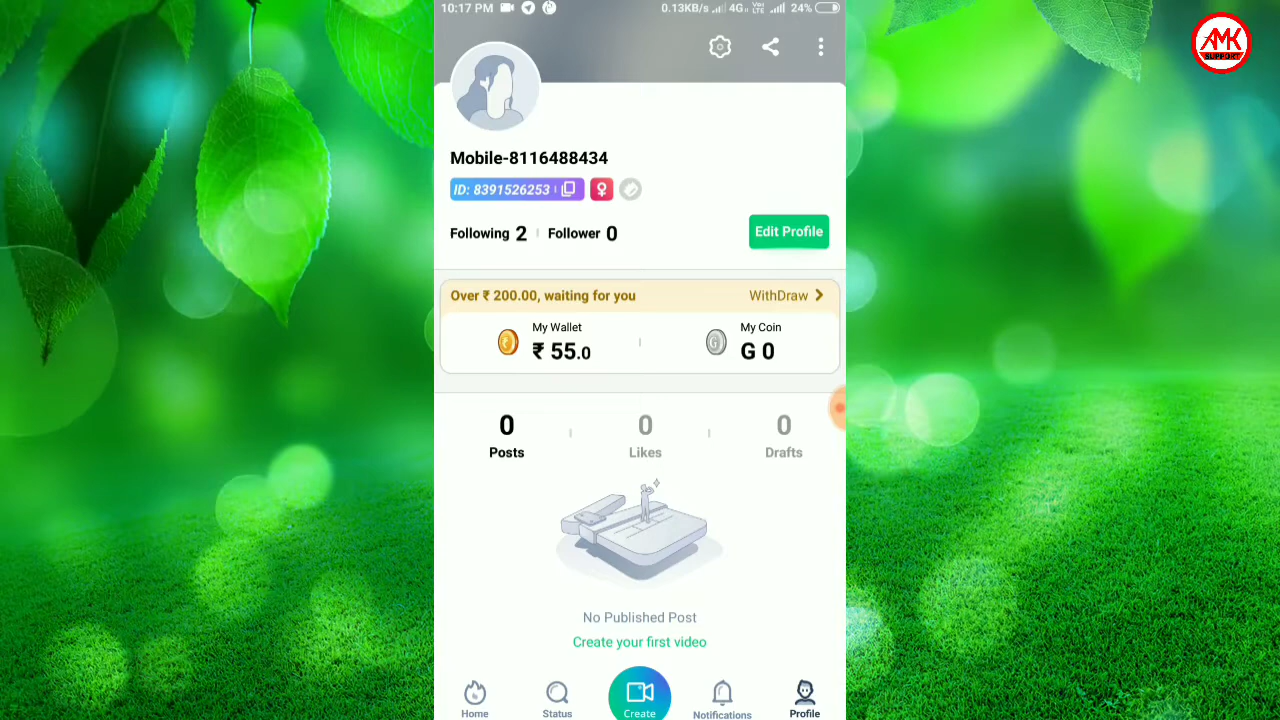 10:17 PM 0.13KB/s 4G VoLTE 24%
AMK
SUPPORT
Mobile-8116488434
ID: 8391526253
Following 2 Follower 0
Edit Profile
Over ₹ 200.00, waiting for you WithDraw
My Wallet My Coin
₹ 55.0 G 0
0 0 0
Posts Likes Drafts
No Published Post
Create your first video
Home Status Create Notifications Profile